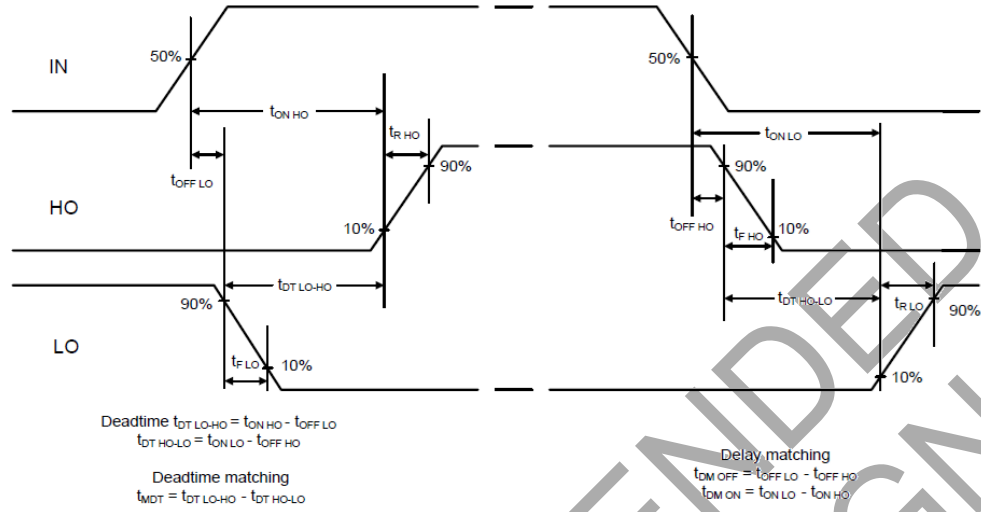 IN
50%
50%
tON HO
tON LO
tR HO
90%
90%
tOFF LO
tOFF HO
HO
10%
tF HO
10%
tDT LO-HO
tDT HO-LO
tR LO
90%
90%
LO
tF LO
10%
10%
Deadtime tDT LO-HO = tON HO - tOFF LO
tDT HO-LO = tON LO - tOFF HO
Deadtime matching
tMDT = tDT LO-HO - tDT HO-LO
Delay matching
tDM OFF = tOFF LO - tOFF HO
tDM ON = tON LO - tON HO
ENDED